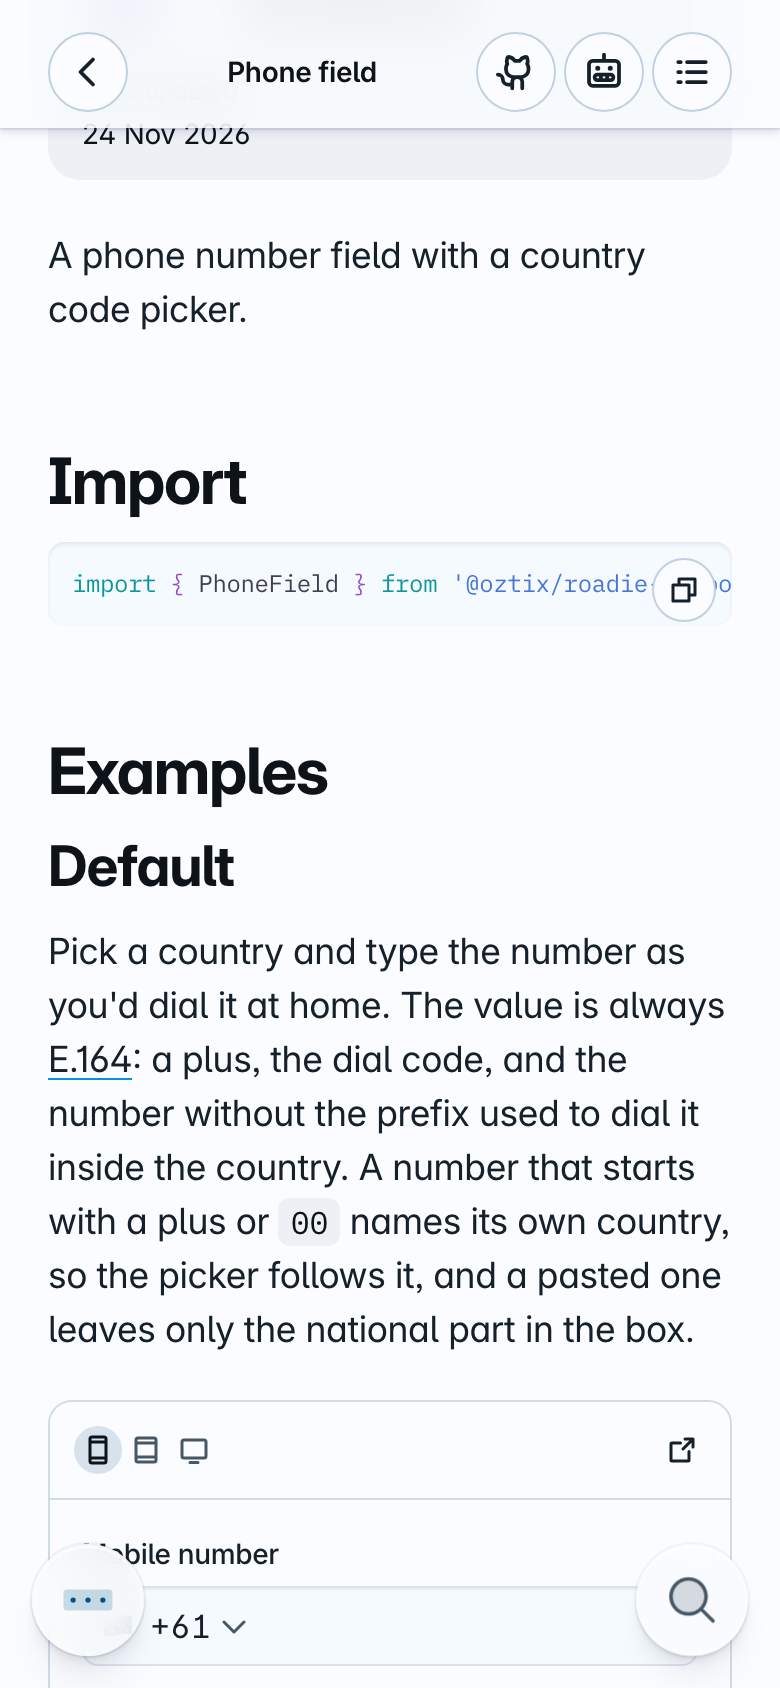 Phone field
24 Nov 2026
A phone number field with a country
code picker.
Import
import { PhoneField } from '@oztix/roadie
Examples
Default
Pick a country and type the number as
you'd dial it at home. The value is always
E.164: a plus, the dial code, and the
number without the prefix used to dial it
inside the country. A number that starts
with a plus or 00 names its own country,
so the picker follows it, and a pasted one
leaves only the national part in the box.
Mobile number
+61